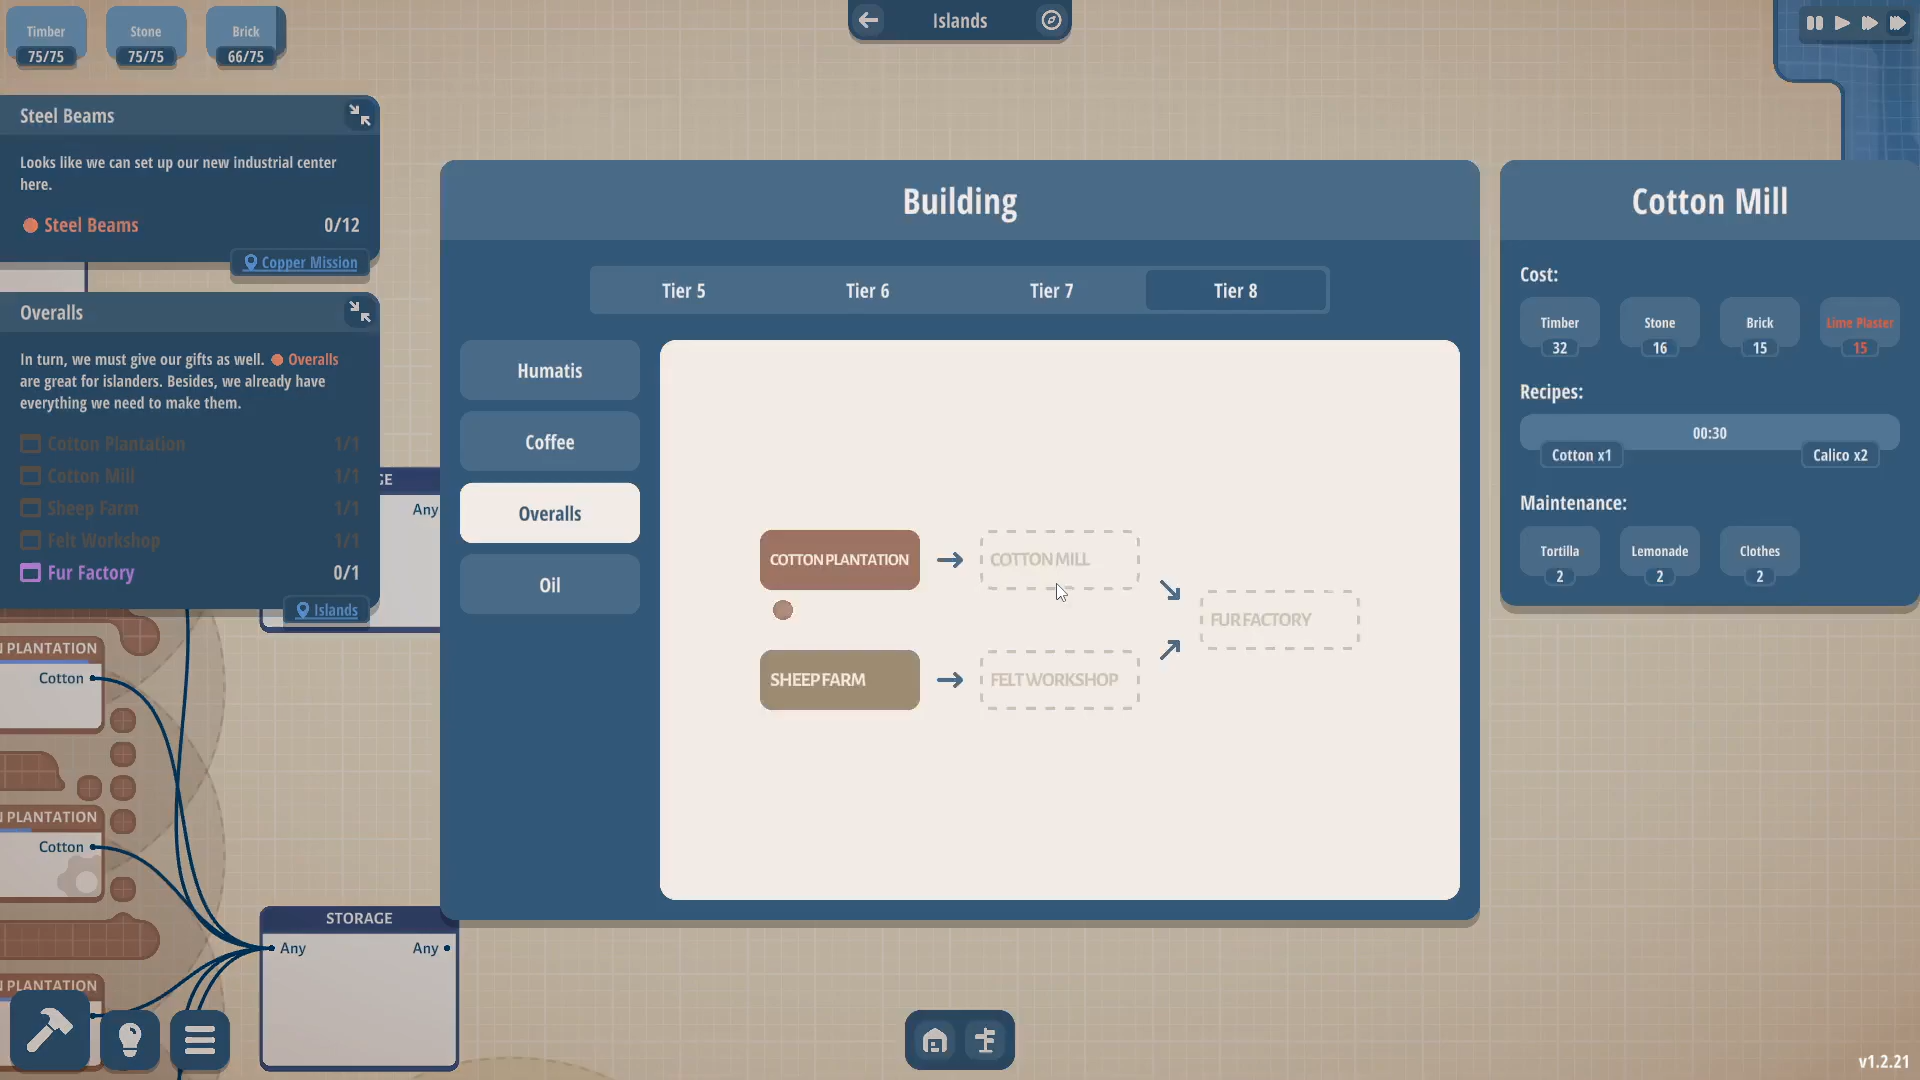 Timber
75/75
Stone
75/75
Brick
66/75
Islands
Steel Beams
Looks like we can set up our new industrial center
here.
Steel Beams 0/12
Copper Mission
Overalls
In turn, we must give our gifts as well. Overalls
are great for islanders. Besides, we already have
everything we need to make them.
Cotton Plantation 1/1
Cotton Mill 1/1
Sheep Farm 1/1
Felt Workshop 1/1
Fur Factory 0/1
Islands
GE
Any
N PLANTATION
Cotton
N PLANTATION
Cotton
N PLANTATION
STORAGE
Any Any
Building
Tier 5 Tier 6 Tier 7 Tier 8
Humatis
Coffee
Overalls
Oil
COTTON PLANTATION
COTTON MILL
FUR FACTORY
SHEEP FARM
FELT WORKSHOP
Cotton Mill
Cost:
Timber Stone Brick Lime Plaster
32 16 15 15
Recipes:
00:30
Cotton x1 Calico x2
Maintenance:
Tortilla Lemonade Clothes
2 2 2
v1.2.21